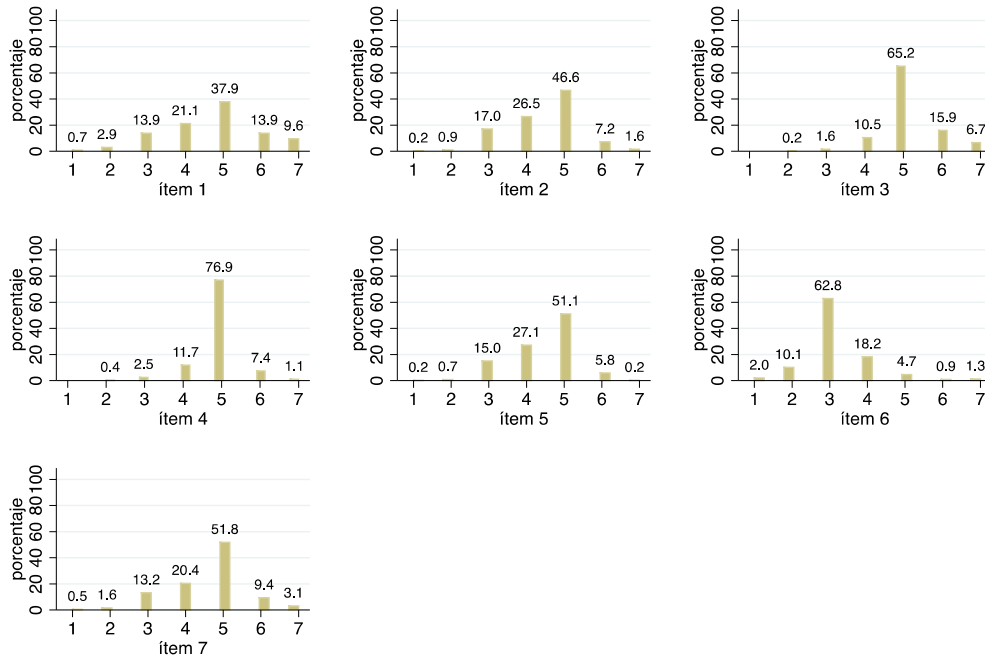 porcentaje
0 20 40 60 80 100
0.7 2.9 13.9 21.1 37.9 13.9 9.6
1 2 3 4 5 6 7
ítem 1
porcentaje
0 20 40 60 80 100
0.2 0.9 17.0 26.5 46.6 7.2 1.6
1 2 3 4 5 6 7
ítem 2
porcentaje
0 20 40 60 80 100
0.2 1.6 10.5 65.2 15.9 6.7
1 2 3 4 5 6 7
ítem 3
porcentaje
0 20 40 60 80 100
0.4 2.5 11.7 76.9 7.4 1.1
1 2 3 4 5 6 7
ítem 4
porcentaje
0 20 40 60 80 100
0.2 0.7 15.0 27.1 51.1 5.8 0.2
1 2 3 4 5 6 7
ítem 5
porcentaje
0 20 40 60 80 100
2.0 10.1 62.8 18.2 4.7 0.9 1.3
1 2 3 4 5 6 7
ítem 6
porcentaje
0 20 40 60 80 100
0.5 1.6 13.2 20.4 51.8 9.4 3.1
1 2 3 4 5 6 7
ítem 7